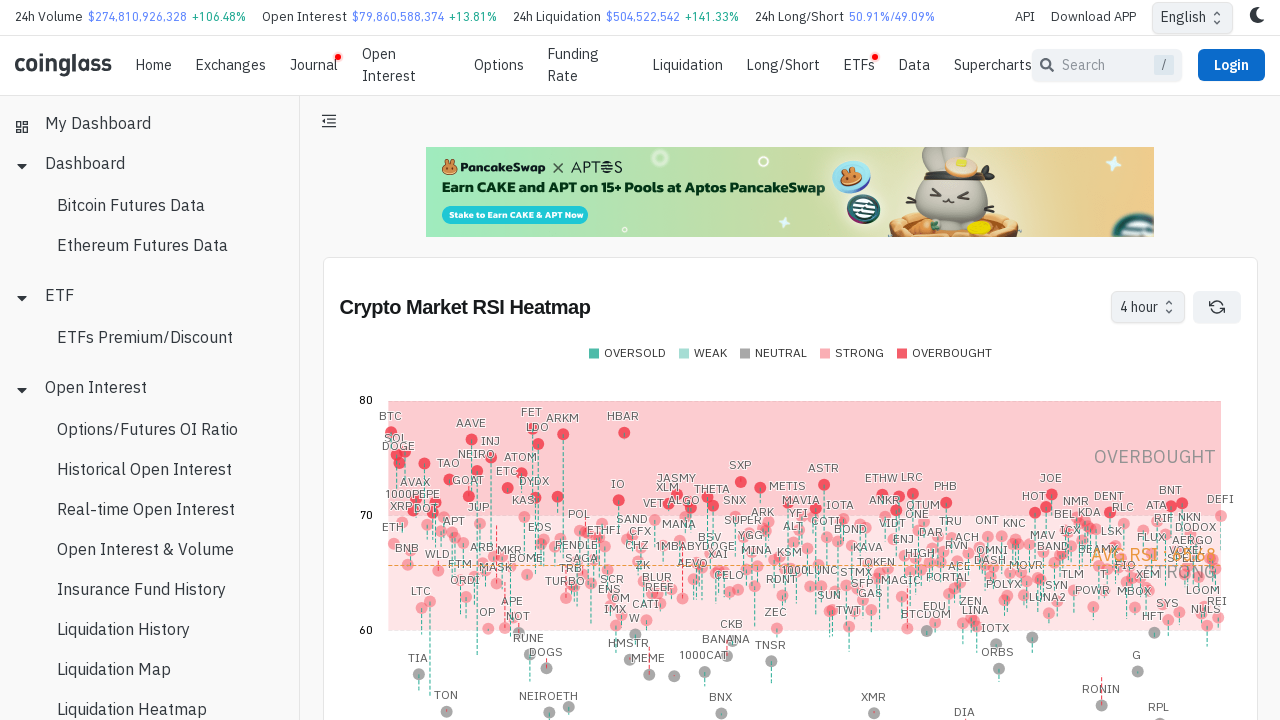 24h Volume $274,810,926,328 +106.48% Open Interest $79,860,588,374 +13.81% 24h Liquidation $504,522,542 +141.33% 24h Long/Short 50.91%/49.09% API Download APP English
coinglass Home Exchanges Journal Open Interest Options Funding Rate Liquidation Long/Short ETFs Data Supercharts Search / Login
My Dashboard
Dashboard
Bitcoin Futures Data
Ethereum Futures Data
ETF
ETFs Premium/Discount
Open Interest
Options/Futures OI Ratio
Historical Open Interest
Real-time Open Interest
Open Interest & Volume
Insurance Fund History
Liquidation History
Liquidation Map
Liquidation Heatmap
PancakeSwap × APTOS
Earn CAKE and APT on 15+ Pools at Aptos PancakeSwap
Stake to Earn CAKE & APT Now
Crypto Market RSI Heatmap
4 hour
OVERSOLD WEAK NEUTRAL STRONG OVERBOUGHT
80
BTC AAVE FET LDO ARKM HBAR
SOL DOGE INJ NEIRO OVERBOUGHT
TAO ATOM ETC GOAT DYDX SXP ASTR
AVAX IO JASMY XLM METIS ETHW LRC JOE
1000PEPE KAS VET ALGO THETA SNX MAVIA IOTA ANKR PHB HOT DENT BNT
XRP DOT JUP QTUM NMR RLC ATA DEFI
70
ETH APT EOS POL SAND MANA SUPER ARK YFI COTI VIDT ONE TRU ONT KNC BEL KDA RIF NKN
ETHFI CFX BSV YGG ALT BOND ENJ DAR ACH MAV ICX LSK FLUX DODOX
BNB WLD ARB MKR BOME PENDLE SAGA CHZ 1MBABYDOGE XAI MINA KSM KAVA HIGH RVN OMNI BAND BEAMX VOXEL AERGO
FTM MASK TRB ZK AEVO TOKEN DASH ACE MOVR FIO SPELL STRONG
LTC ORDI TURBO SCR BLUR PEOPLE CELO RDNT 1000LUNC STMX MAGIC PORTAL POLYX TLM XEM
OP APE ENS OM CATI SUN SFP GAS ZEN LUNA2 SYN POWR MBOX LOOM
NOT IMX W ZEC TWT BTCDOM EDU LINA HFT SYS NULS REI
60
RUNE CKB BANANA IOTX
TIA DOGS HMSTR MEME 1000CAT TNSR ORBS G
TON NEIROETH BNX XMR RONIN
DIA RPL